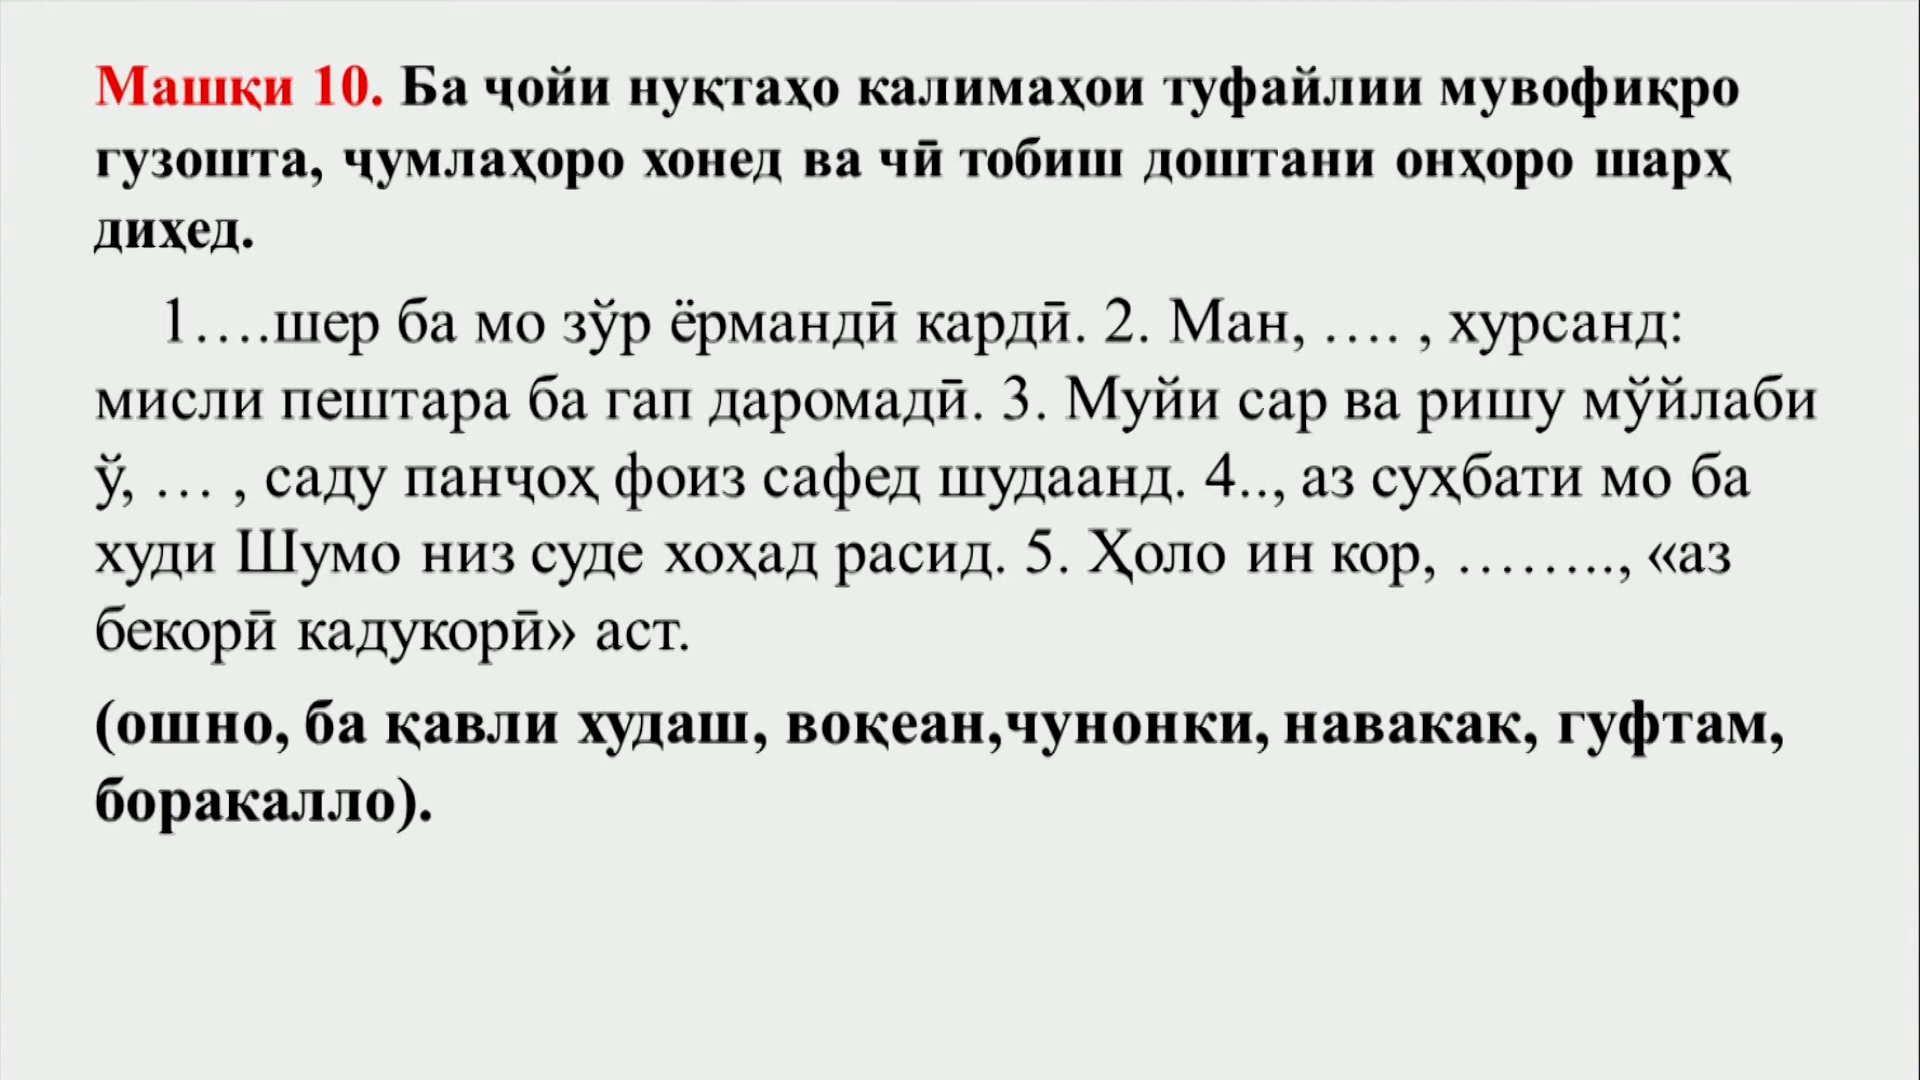 Машқи 10. Ба ҷойи нуқтаҳо калимаҳои туфайлии мувофиқро
гузошта, ҷумлаҳоро хонед ва чӣ тобиш доштани онҳоро шарҳ
диҳед.
1….шер ба мо зӯр ёрмандӣ кардӣ. 2. Ман, …. , хурсанд:
мисли пештара ба гап даромадӣ. 3. Муйи сар ва ришу мӯйлаби
ӯ, … , саду панҷоҳ фоиз сафед шудаанд. 4.., аз суҳбати мо ба
худи Шумо низ суде хоҳад расид. 5. Ҳоло ин кор, …….., «аз
бекорӣ кадукорӣ» аст.
(ошно, ба қавли худаш, воқеан,чунонки, навакак, гуфтам,
боракалло).